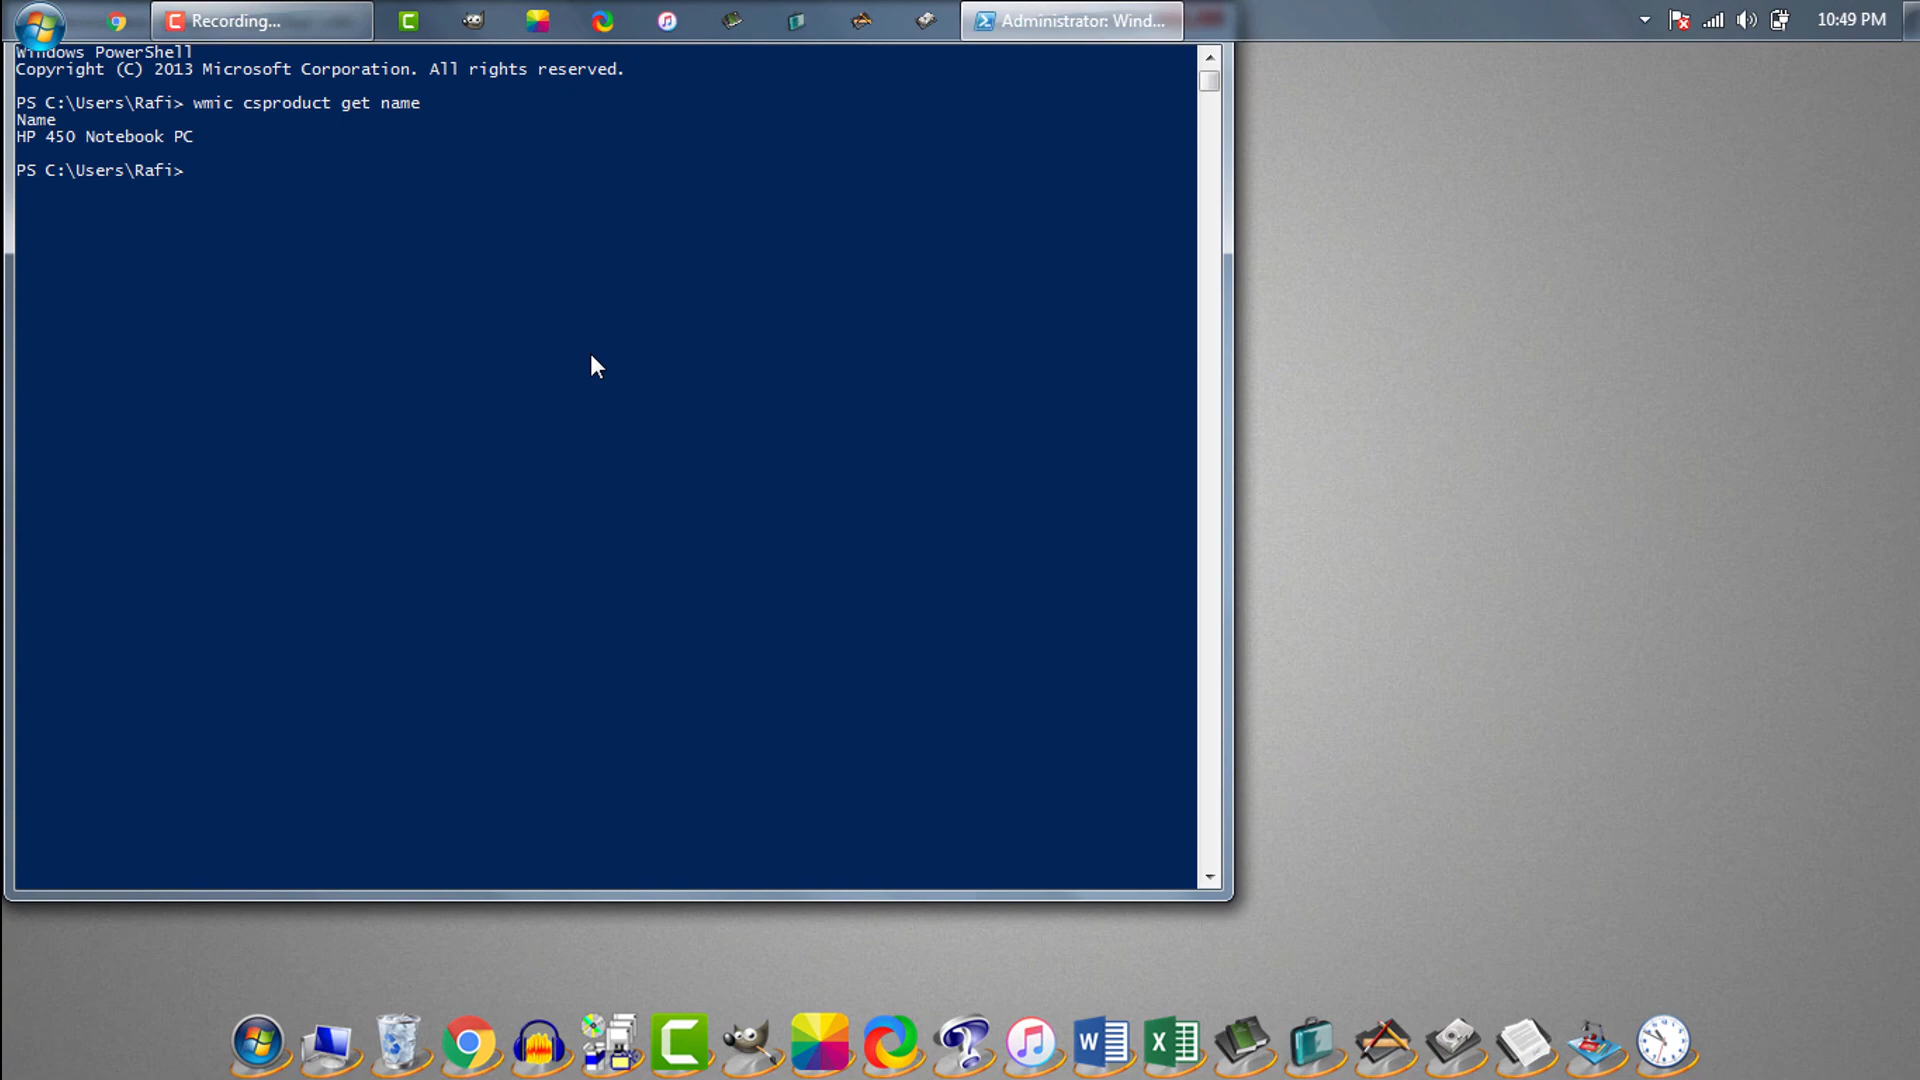 Recording...
Administrator: Wind...
10:49 PM
Windows PowerShell
Copyright (C) 2013 Microsoft Corporation. All rights reserved.
PS C:\Users\Rafi> wmic csproduct get name
Name
HP 450 Notebook PC
PS C:\Users\Rafi>